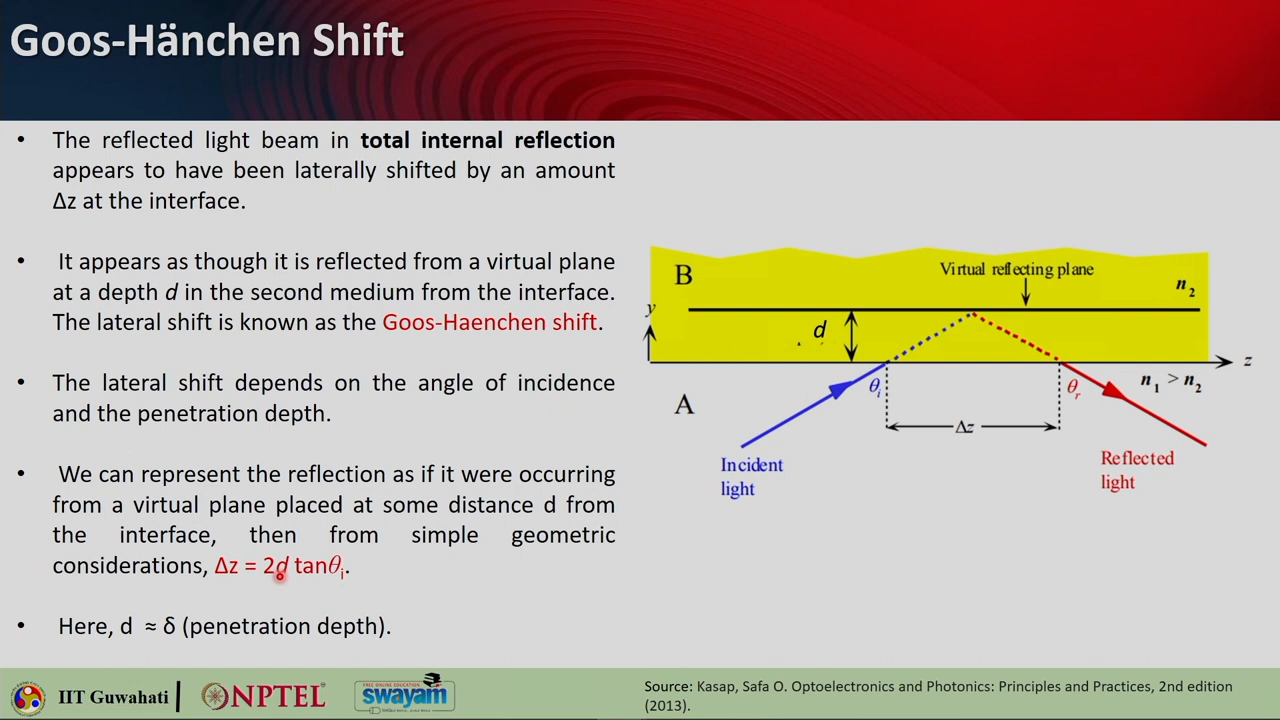 Goos-Hänchen Shift
• The reflected light beam in total internal reflection
appears to have been laterally shifted by an amount
Δz at the interface.
• It appears as though it is reflected from a virtual plane
at a depth d in the second medium from the interface.
The lateral shift is known as the Goos-Haenchen shift.
• The lateral shift depends on the angle of incidence
and the penetration depth.
• We can represent the reflection as if it were occurring
from a virtual plane placed at some distance d from
the interface, then from simple geometric
considerations, Δz = 2d tanθi.
• Here, d ≈ δ (penetration depth).
B
Virtual reflecting plane
n2
y
d
z
θi
θr
n1 > n2
A
Δz
Incident
light
Reflected
light
IIT Guwahati
NPTEL
FREE ONLINE EDUCATION
swayam
Source: Kasap, Safa O. Optoelectronics and Photonics: Principles and Practices, 2nd edition
(2013).